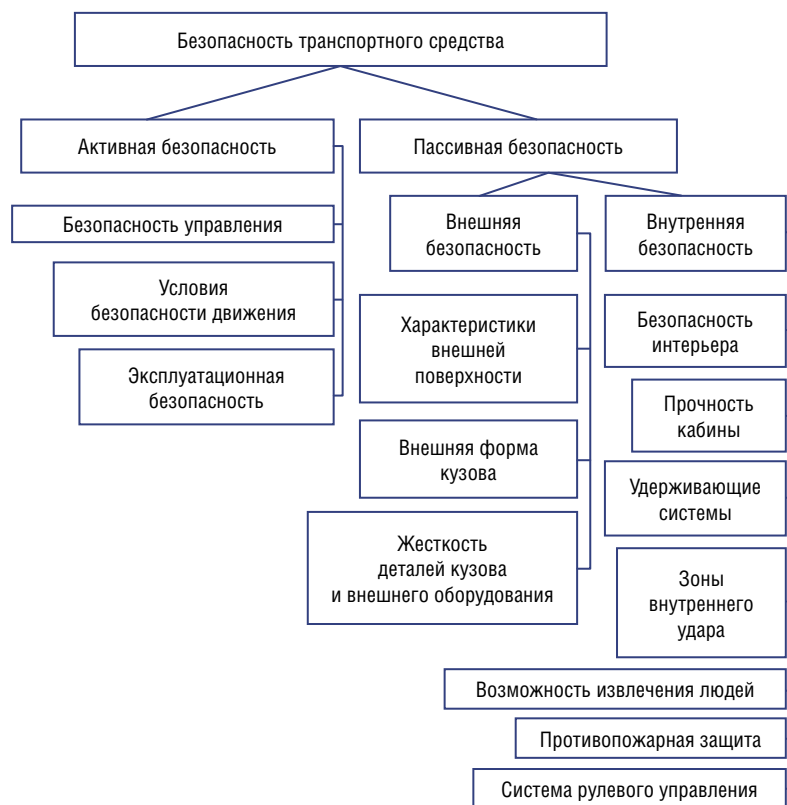 Безопасность транспортного средства
Активная безопасность
Пассивная безопасность
Безопасность управления
Условия
безопасности движения
Эксплуатационная
безопасность
Внешняя
безопасность
Характеристики
внешней
поверхности
Внешняя форма
кузова
Жесткость
деталей кузова
и внешнего оборудования
Внутренняя
безопасность
Безопасность
интерьера
Прочность
кабины
Удерживающие
системы
Зоны
внутреннего
удара
Возможность извлечения людей
Противопожарная защита
Система рулевого управления